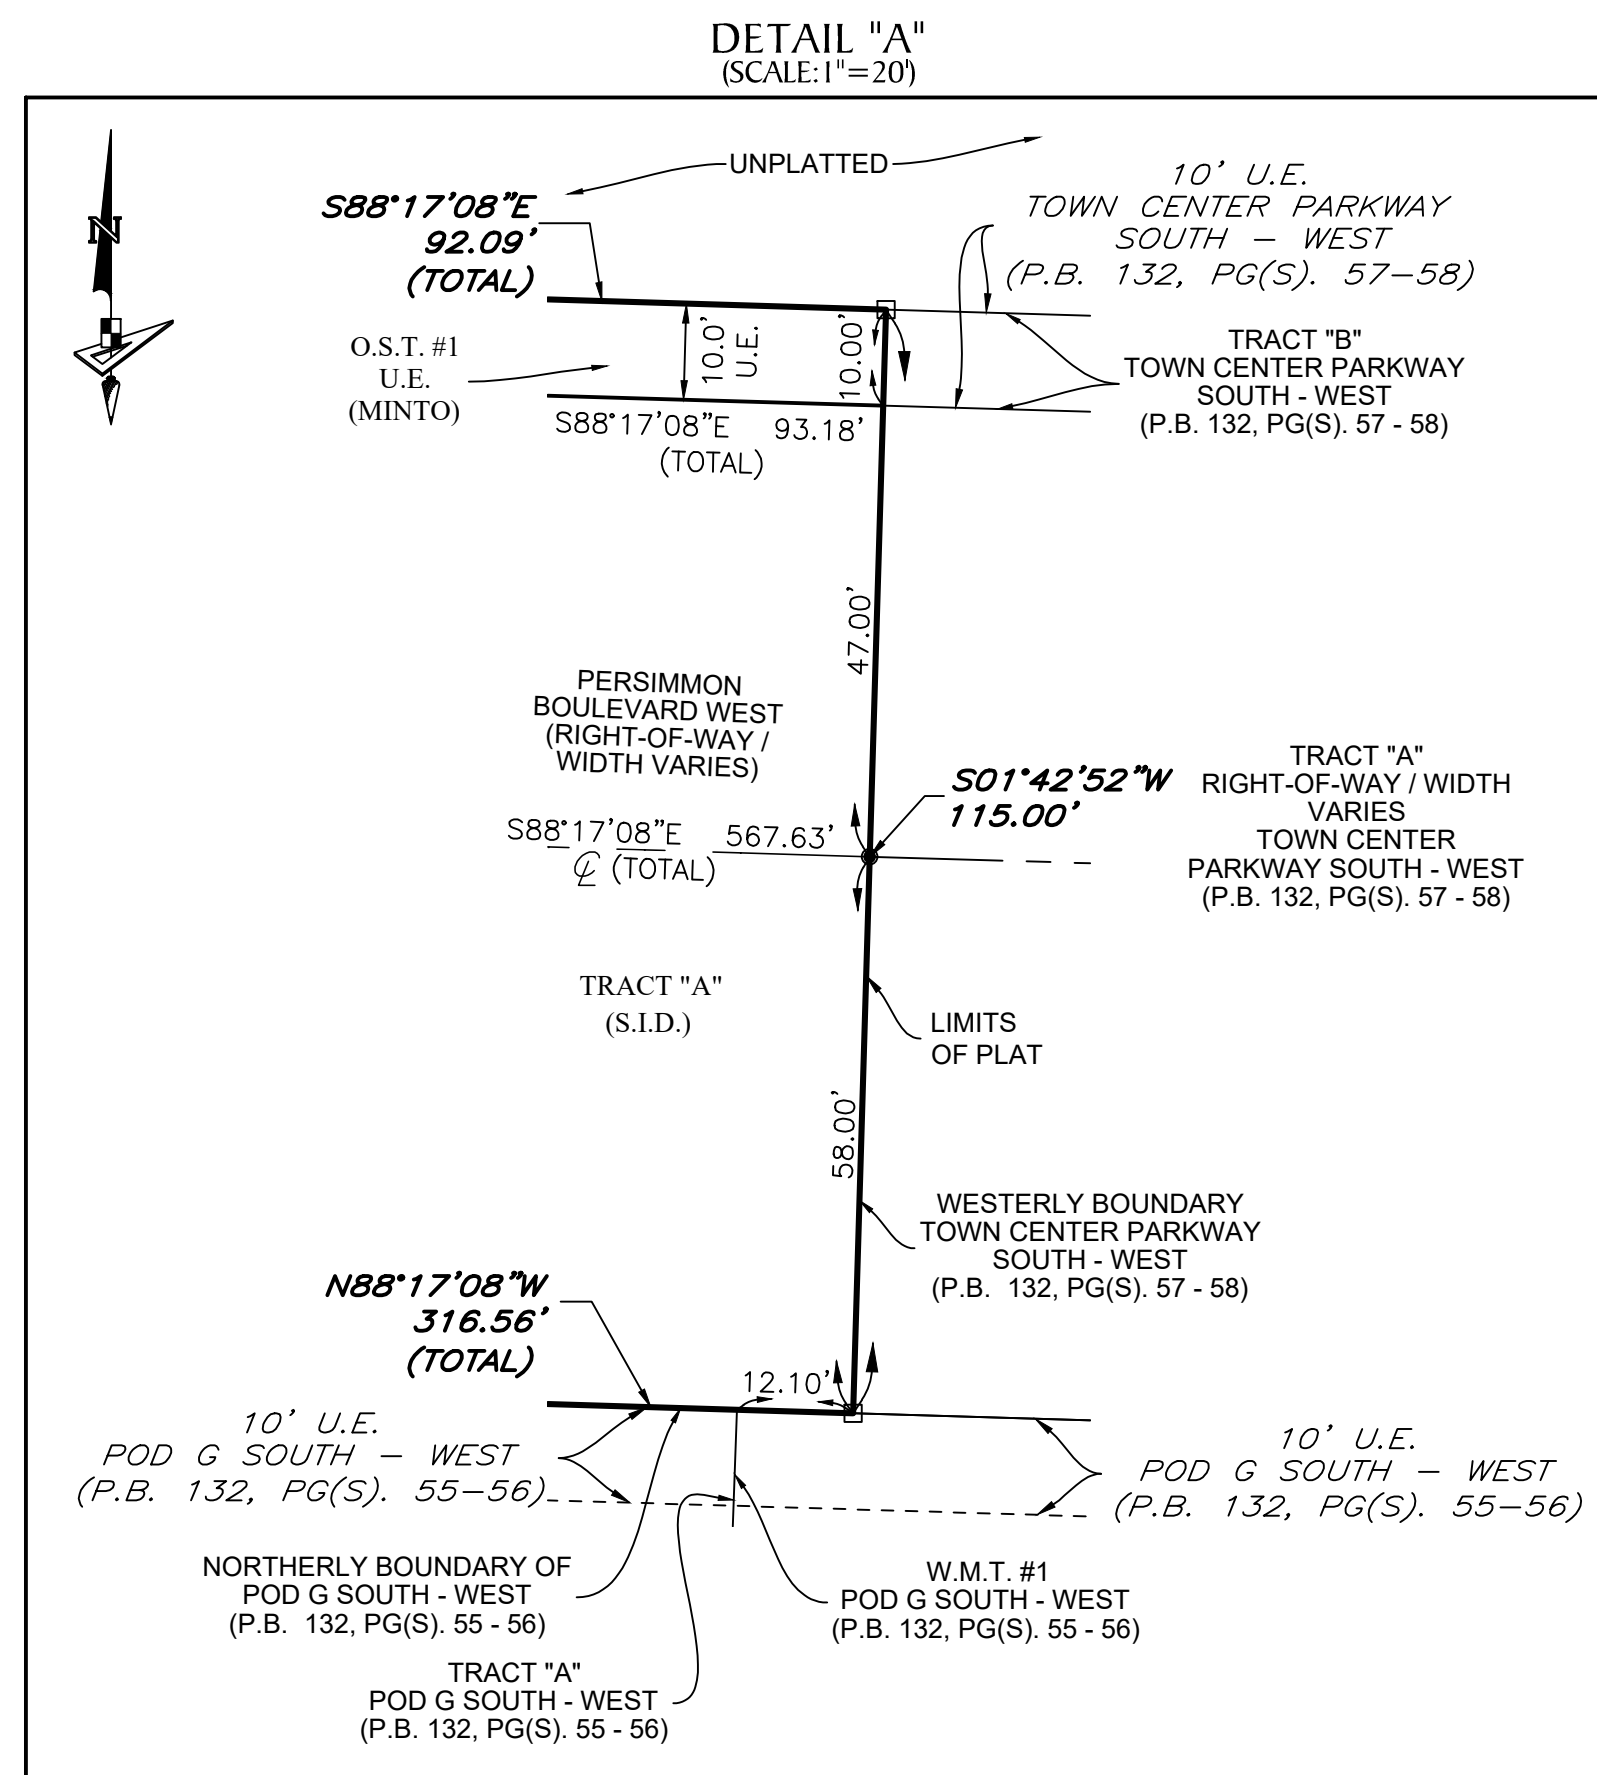 DETAIL "A"
(SCALE: 1"=20')
UNPLATTED
N
S88°17'08"E
92.09'
(TOTAL)
10' U.E.
TOWN CENTER PARKWAY
SOUTH – WEST
(P.B. 132, PG(S). 57–58)
O.S.T. #1
U.E.
(MINTO)
10.0'
U.E.
10.00'
TRACT "B"
TOWN CENTER PARKWAY
SOUTH - WEST
(P.B. 132, PG(S). 57 - 58)
S88°17'08"E 93.18'
(TOTAL)
47.00'
PERSIMMON
BOULEVARD WEST
(RIGHT-OF-WAY /
WIDTH VARIES)
S01°42'52"W
115.00'
TRACT "A"
RIGHT-OF-WAY / WIDTH
VARIES
TOWN CENTER
PARKWAY SOUTH - WEST
(P.B. 132, PG(S). 57 - 58)
S88°17'08"E 567.63'
℄ (TOTAL)
TRACT "A"
(S.I.D.)
LIMITS
OF PLAT
58.00'
WESTERLY BOUNDARY
TOWN CENTER PARKWAY
SOUTH - WEST
(P.B. 132, PG(S). 57 - 58)
N88°17'08"W
316.56'
(TOTAL)
12.10'
10' U.E.
POD G SOUTH – WEST
(P.B. 132, PG(S). 55–56)
10' U.E.
POD G SOUTH – WEST
(P.B. 132, PG(S). 55–56)
NORTHERLY BOUNDARY OF
POD G SOUTH - WEST
(P.B. 132, PG(S). 55 - 56)
W.M.T. #1
POD G SOUTH - WEST
(P.B. 132, PG(S). 55 - 56)
TRACT "A"
POD G SOUTH - WEST
(P.B. 132, PG(S). 55 - 56)